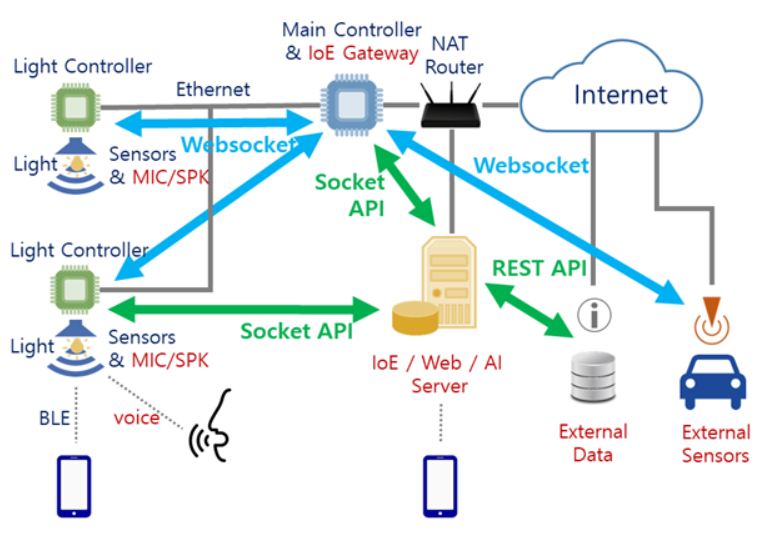 Main Controller
& IoE Gateway
NAT
Router
Light Controller
Ethernet
Internet
Websocket
Light
Sensors
& MIC/SPK
Websocket
Socket
API
Light Controller
REST API
Socket API
Light
Sensors
& MIC/SPK
IoE / Web / AI
Server
BLE
voice
External
Data
External
Sensors